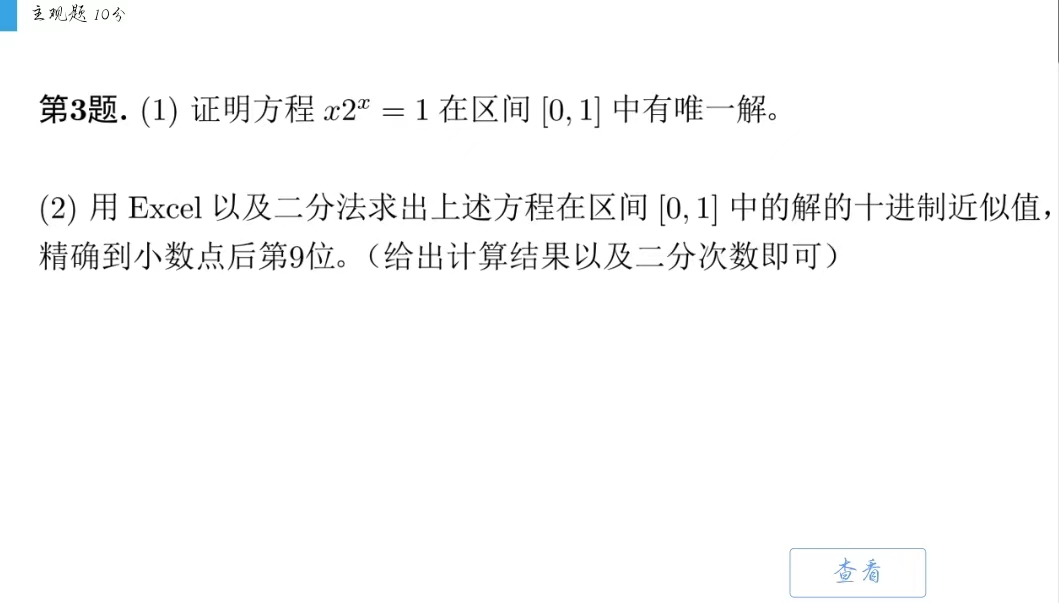 主观题 10分
第3题. (1) 证明方程 x2ˣ = 1 在区间 [0, 1] 中有唯一解。
(2) 用 Excel 以及二分法求出上述方程在区间 [0, 1] 中的解的十进制近似值,
精确到小数点后第9位。（给出计算结果以及二分次数即可）
查看